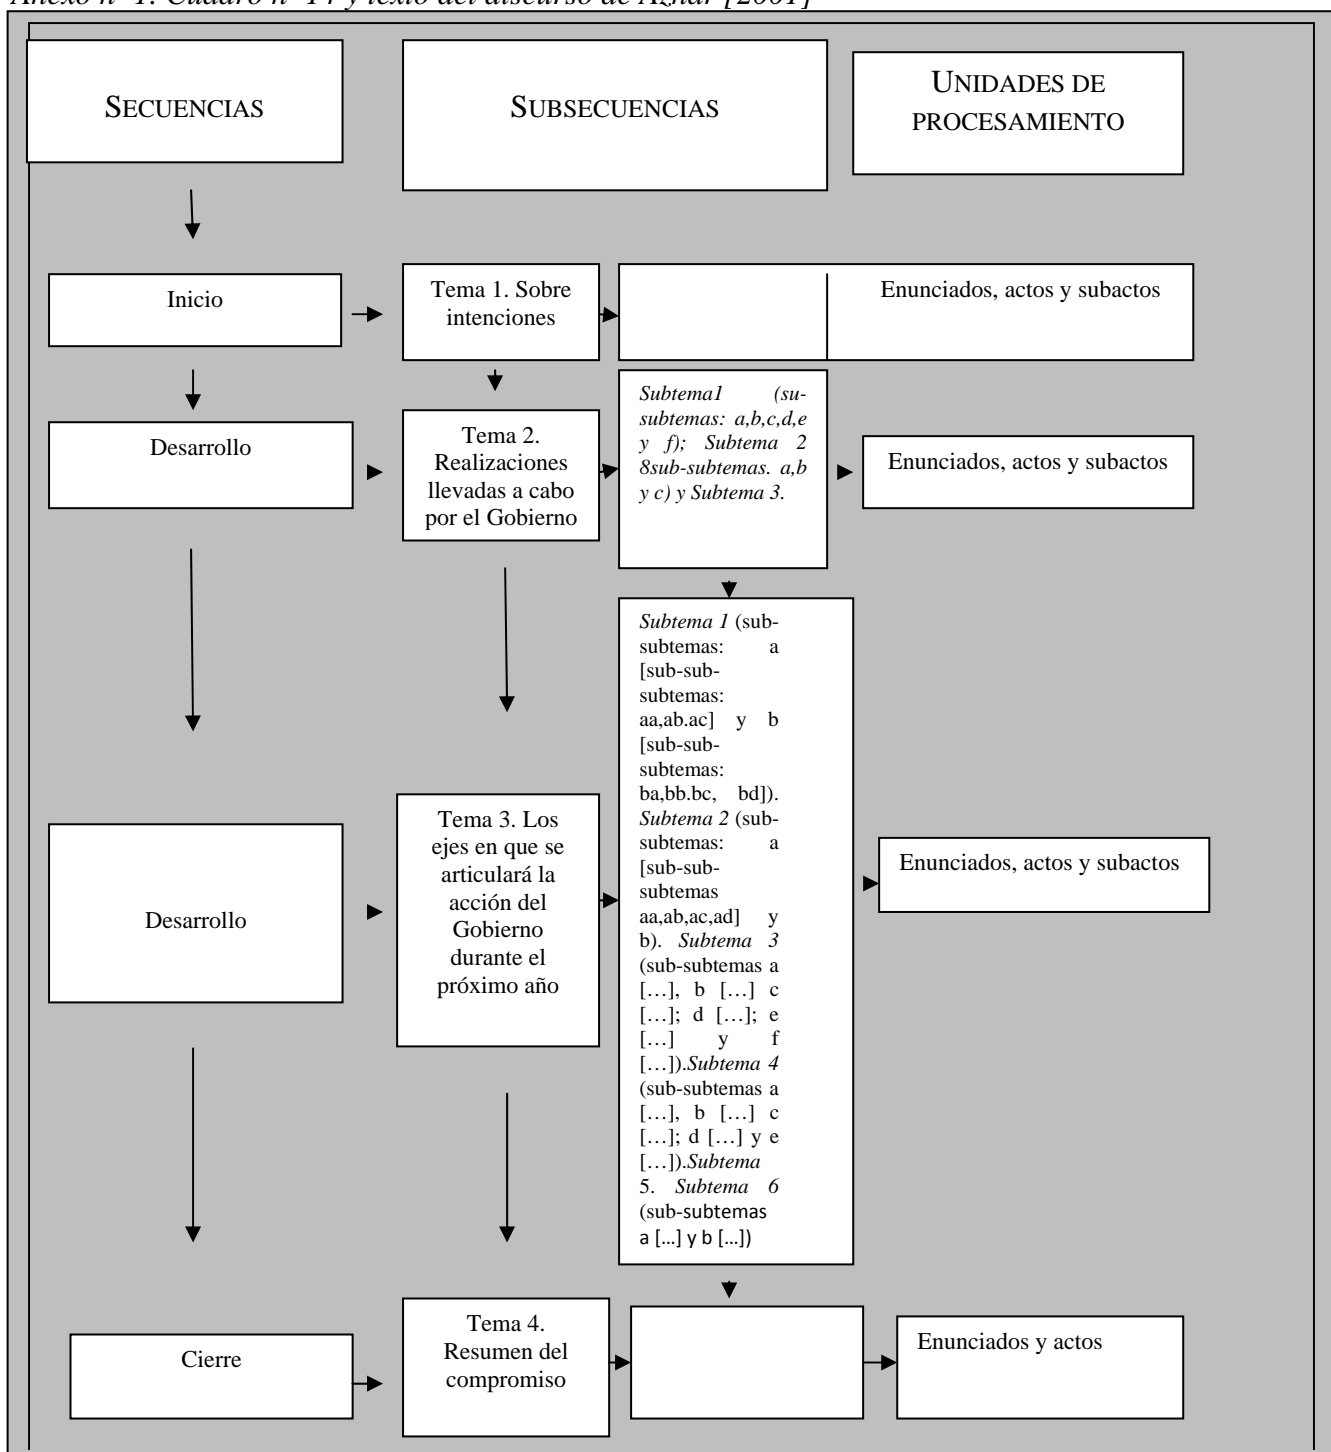 Anexo nº 1. Cuadro nº 14 y texto del discurso de Aznar [2001]
SECUENCIAS
SUBSECUENCIAS
UNIDADES DE
PROCESAMIENTO
Inicio
Tema 1. Sobre
intenciones
Enunciados, actos y subactos
Desarrollo
Tema 2.
Realizaciones
llevadas a cabo
por el Gobierno
Subtema1 (su-
subtemas: a,b,c,d,e
y f); Subtema 2
8sub-subtemas. a,b
y c) y Subtema 3.
Enunciados, actos y subactos
Desarrollo
Tema 3. Los
ejes en que se
articulará la
acción del
Gobierno
durante el
próximo año
Subtema 1 (sub-
subtemas: a
[sub-sub-
subtemas:
aa,ab.ac] y b
[sub-sub-
subtemas:
ba,bb.bc, bd]).
Subtema 2 (sub-
subtemas: a
[sub-sub-
subtemas
aa,ab,ac,ad] y
b). Subtema 3
(sub-subtemas a
[…], b […] c
[…]; d […]; e
[…] y f
[…]).Subtema 4
(sub-subtemas a
[…], b […] c
[…]; d […] y e
[…]).Subtema
5. Subtema 6
(sub-subtemas
a […] y b […])
Enunciados, actos y subactos
Cierre
Tema 4.
Resumen del
compromiso
Enunciados y actos